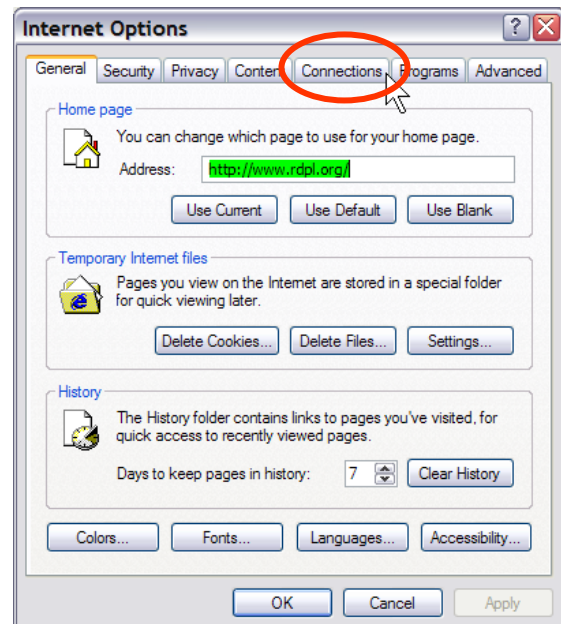 Internet Options
General Security Privacy Content Connections Programs Advanced
Home page
You can change which page to use for your home page.
Address: http://www.rdpl.org/
Use Current Use Default Use Blank
Temporary Internet files
Pages you view on the Internet are stored in a special folder
for quick viewing later.
Delete Cookies... Delete Files... Settings...
History
The History folder contains links to pages you've visited, for
quick access to recently viewed pages.
Days to keep pages in history: 7 Clear History
Colors... Fonts... Languages... Accessibility...
OK Cancel Apply